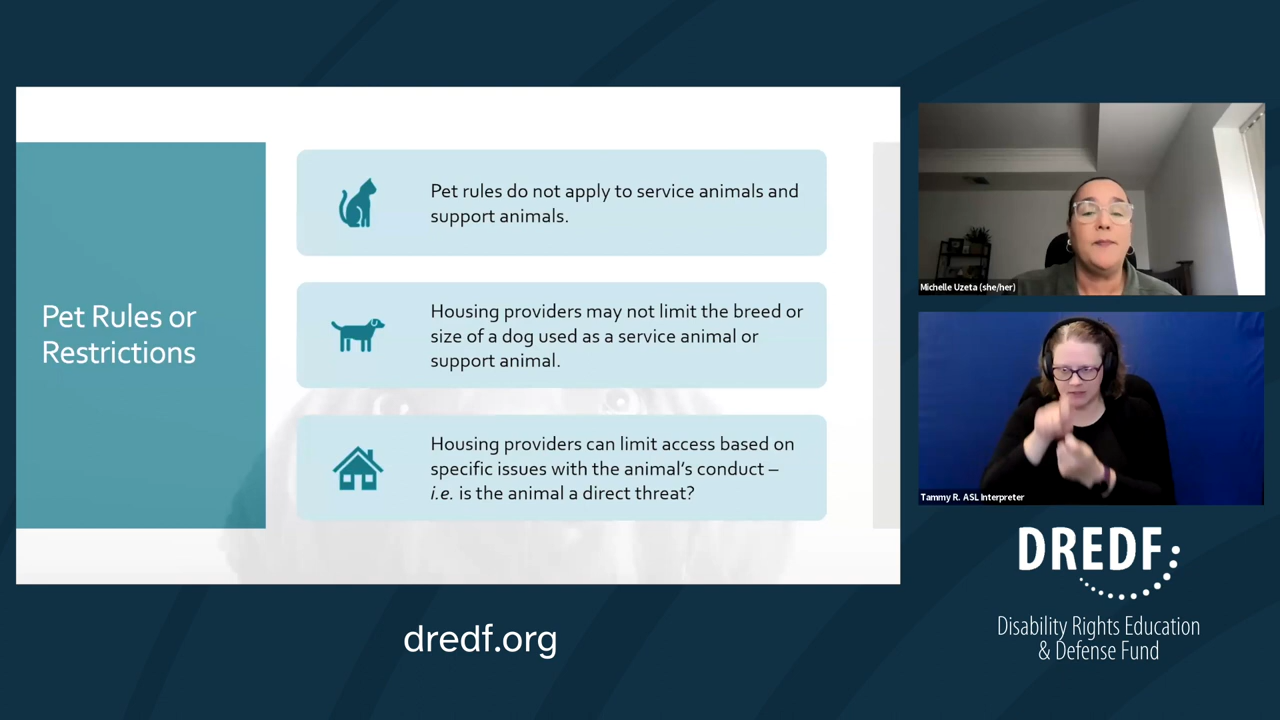 Pet Rules or
Restrictions
Pet rules do not apply to service animals and
support animals.
Housing providers may not limit the breed or
size of a dog used as a service animal or
support animal.
Housing providers can limit access based on
specific issues with the animal's conduct –
i.e. is the animal a direct threat?
Michelle Uzeta (she/her)
Tammy R. ASL Interpreter
DREDF
Disability Rights Education
& Defense Fund
dredf.org